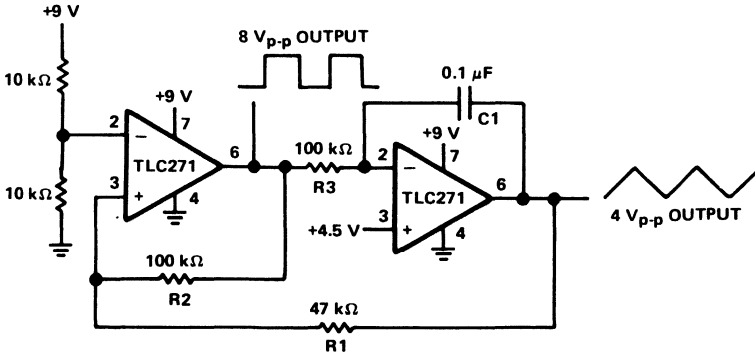 +9 V
8 Vp-p OUTPUT
10 kΩ
+9 V
2
7
−
6
TLC271
3
+
4
10 kΩ
100 kΩ
R3
0.1 μF
C1
+9 V
2
7
−
6
TLC271
+4.5 V
3
+
4
4 Vp-p OUTPUT
100 kΩ
R2
47 kΩ
R1